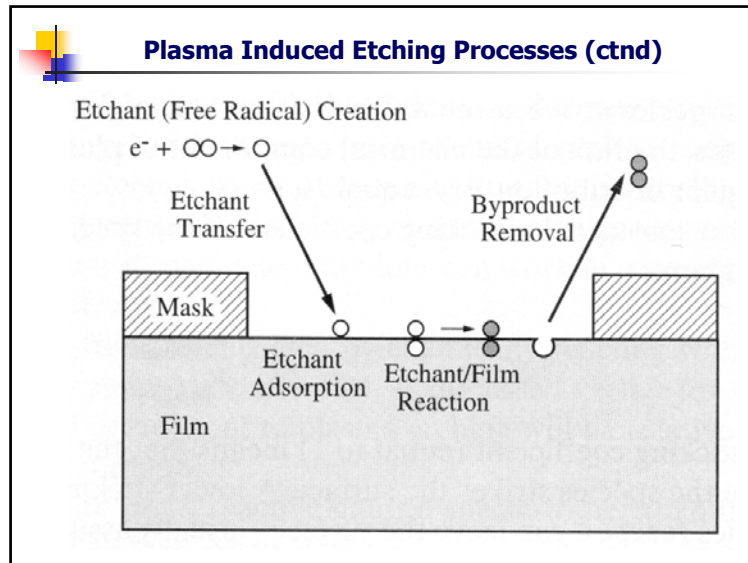 Plasma Induced Etching Processes (ctnd)
Etchant (Free Radical) Creation
e⁻ + OO → O
Etchant
Transfer
Byproduct
Removal
Mask
Etchant
Adsorption
Etchant/Film
Reaction
Film